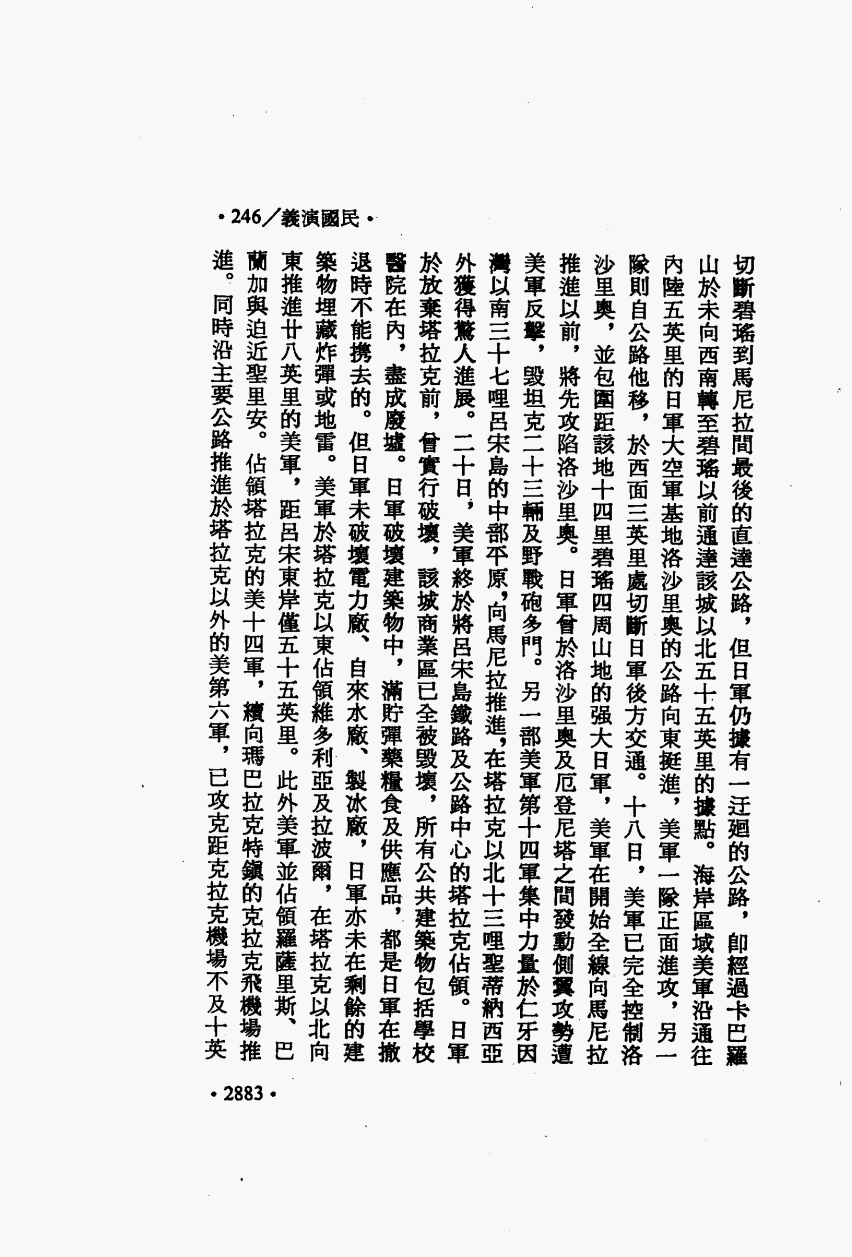 •246／義演國民•
切斷碧瑤到馬尼拉間最後的直達公路，但日軍仍據有一迂廻的公路，卽經過卡巴羅
山於未向西南轉至碧瑤以前通達該城以北五十五英里的據點。海岸區域美軍沿通往
內陸五英里的日軍大空軍基地洛沙里奧的公路向東挺進，美軍一隊正面進攻，另一
隊則自公路他移，於西面三英里處切斷日軍後方交通。十八日，美軍已完全控制洛
沙里奧，並包圍距該地十四里碧瑤四周山地的强大日軍，美軍在開始全線向馬尼拉
推進以前，將先攻陷洛沙里奧。日軍曾於洛沙里奧及厄登尼塔之間發動側翼攻勢遭
美軍反擊，毀坦克二十三輛及野戰砲多門。另一部美軍第十四軍集中力量於仁牙因
灣以南三十七哩呂宋島的中部平原，向馬尼拉推進，在塔拉克以北十三哩聖蒂納西亞
外獲得驚人進展。二十日，美軍終於將呂宋島鐵路及公路中心的塔拉克佔領。日軍
於放棄塔拉克前，曾實行破壞，該城商業區已全被毀壞，所有公共建築物包括學校
醫院在內，盡成廢墟。日軍破壞建築物中，滿貯彈藥糧食及供應品，都是日軍在撤
退時不能携去的。但日軍未破壞電力廠、自來水廠、製冰廠，日軍亦未在剩餘的建
築物埋藏炸彈或地雷。美軍於塔拉克以東佔領維多利亞及拉波爾，在塔拉克以北向
東推進廿八英里的美軍，距呂宋東岸僅五十五英里。此外美軍並佔領羅薩里斯、巴
蘭加與迫近聖里安。佔領塔拉克的美十四軍，續向瑪巴拉克特鎭的克拉克飛機場推
進。同時沿主要公路推進於塔拉克以外的美第六軍，已攻克距克拉克機場不及十英
•2883•